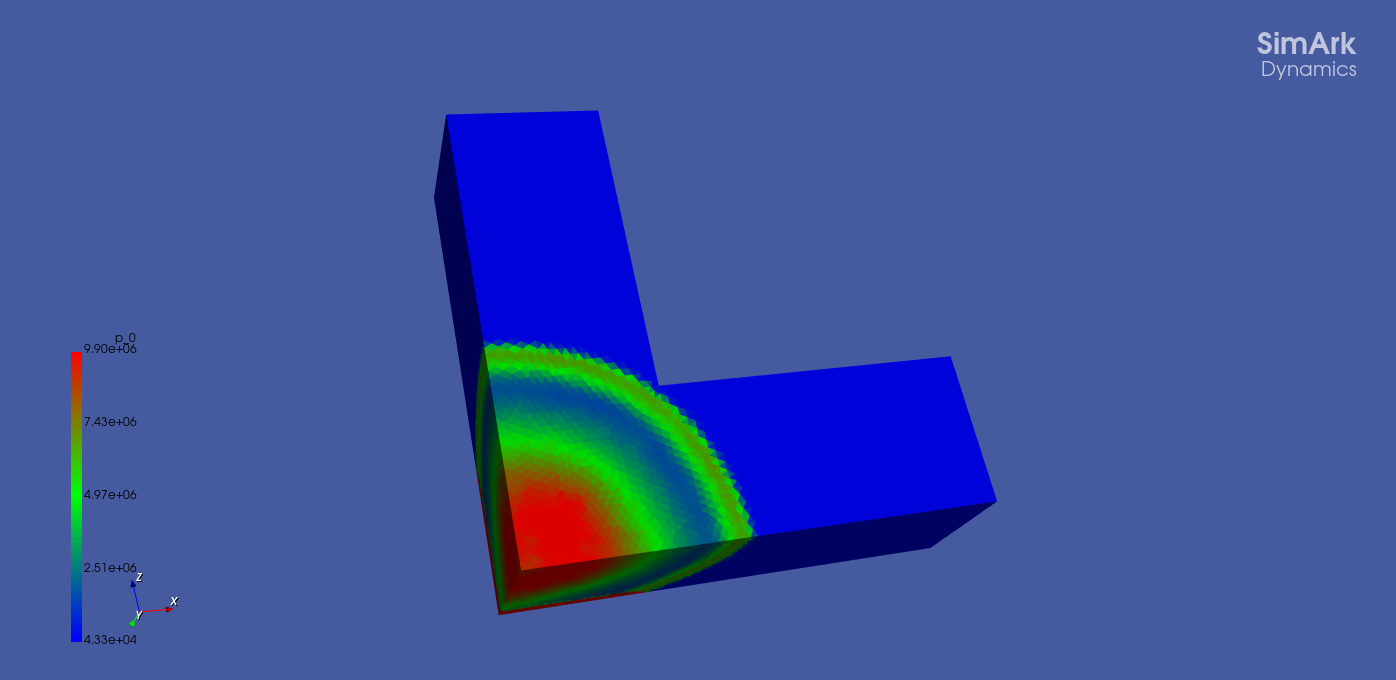 SimArk
Dynamics
p_0
9.90e+06
7.43e+06
4.97e+06
2.51e+06
4.33e+04
Z
X
Y